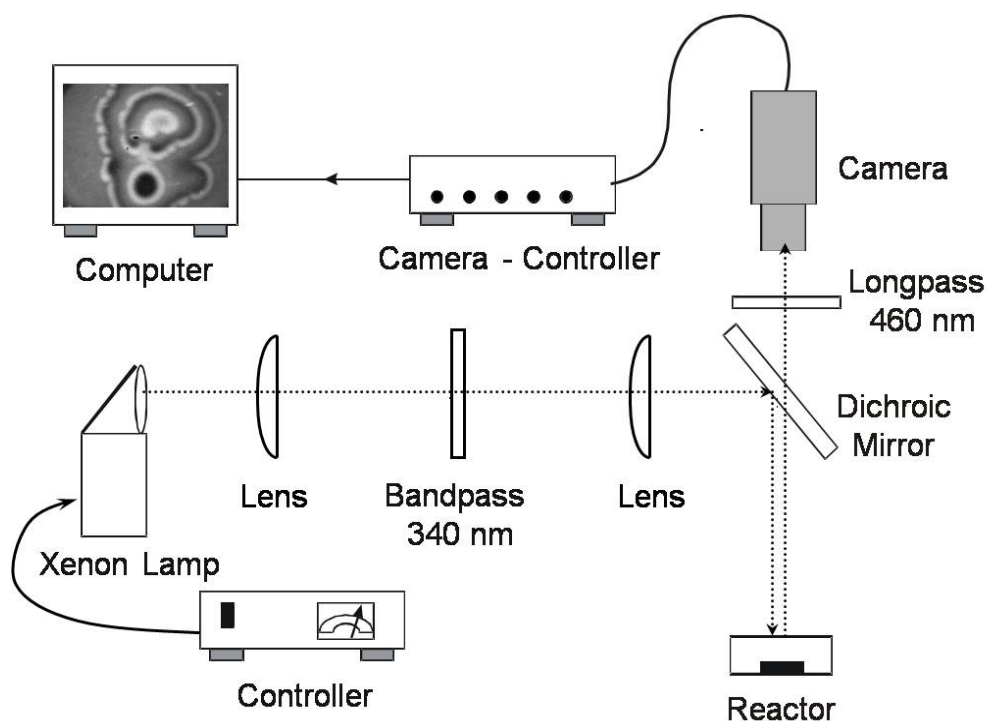 Camera
Computer
Camera - Controller
Longpass
460 nm
Dichroic
Mirror
Lens
Bandpass
340 nm
Lens
Xenon Lamp
Controller
Reactor